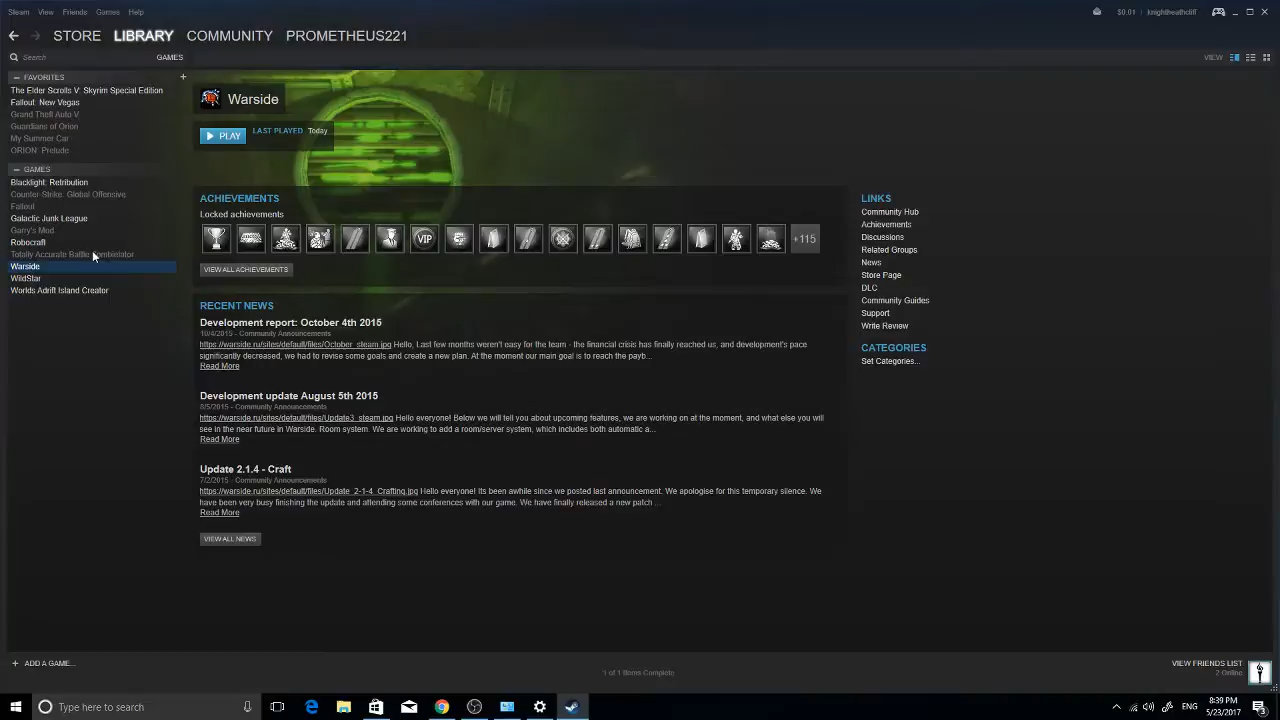 Steam View Friends Games Help $0.01 knightheathcliff
STORE LIBRARY COMMUNITY PROMETHEUS221
Search GAMES VIEW
FAVORITES
The Elder Scrolls V: Skyrim Special Edition
Fallout: New Vegas
Grand Theft Auto V
Guardians of Orion
My Summer Car
ORION: Prelude
GAMES
Blacklight: Retribution
Counter-Strike: Global Offensive
Fallout
Galactic Junk League
Garry's Mod
Robocraft
Totally Accurate Battle Zombielator
Warside
WildStar
Worlds Adrift Island Creator
Warside
PLAY LAST PLAYED Today
ACHIEVEMENTS
Locked achievements
VIP +115
VIEW ALL ACHIEVEMENTS
RECENT NEWS
Development report: October 4th 2015
10/4/2015 - Community Announcements
https://warside.ru/sites/default/files/October_steam.jpg Hello, Last few months weren't easy for the team - the financial crisis has finally reached us, and development's pace
significantly decreased, we had to revise some goals and create a new plan. At the moment our main goal is to reach the payb...
Read More
Development update August 5th 2015
8/5/2015 - Community Announcements
https://warside.ru/sites/default/files/Update3_steam.jpg Hello everyone! Below we will tell you about upcoming features, we are working on at the moment, and what else you will
see in the near future in Warside. Room system. We are working to add a room/server system, which includes both automatic a...
Read More
Update 2.1.4 - Craft
7/2/2015 - Community Announcements
https://warside.ru/sites/default/files/Update_2-1-4_Crafting.jpg Hello everyone! Its been awhile since we posted last announcement. We apologise for this temporary silence. We
have been very busy finishing the update and attending some conferences with our game. We have finally released a new patch ...
Read More
VIEW ALL NEWS
LINKS
Community Hub
Achievements
Discussions
Related Groups
News
Store Page
DLC
Community Guides
Support
Write Review
CATEGORIES
Set Categories...
ADD A GAME...
1 of 1 Items Complete
VIEW FRIENDS LIST
2 Online
Type here to search
ENG
8:39 PM
5/23/2017